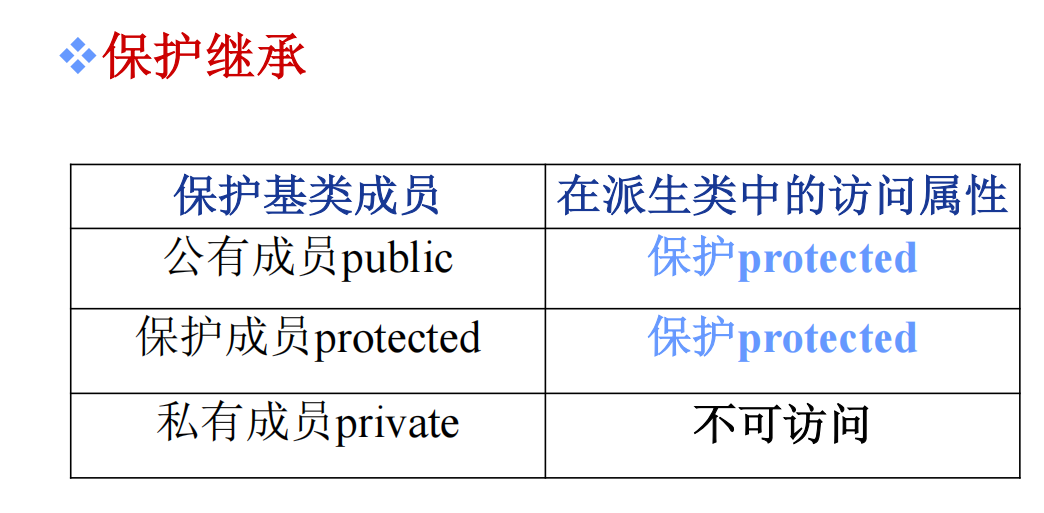 保护继承
保护基类成员 在派生类中的访问属性
公有成员public 保护protected
保护成员protected 保护protected
私有成员private 不可访问